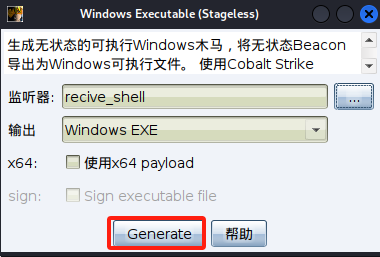 Windows Executable (Stageless)
生成无状态的可执行Windows木马，将无状态Beacon
导出为Windows可执行文件。 使用Cobalt Strike
监听器: recive_shell ...
输出 Windows EXE
x64: 使用x64 payload
sign: Sign executable file
Generate 帮助